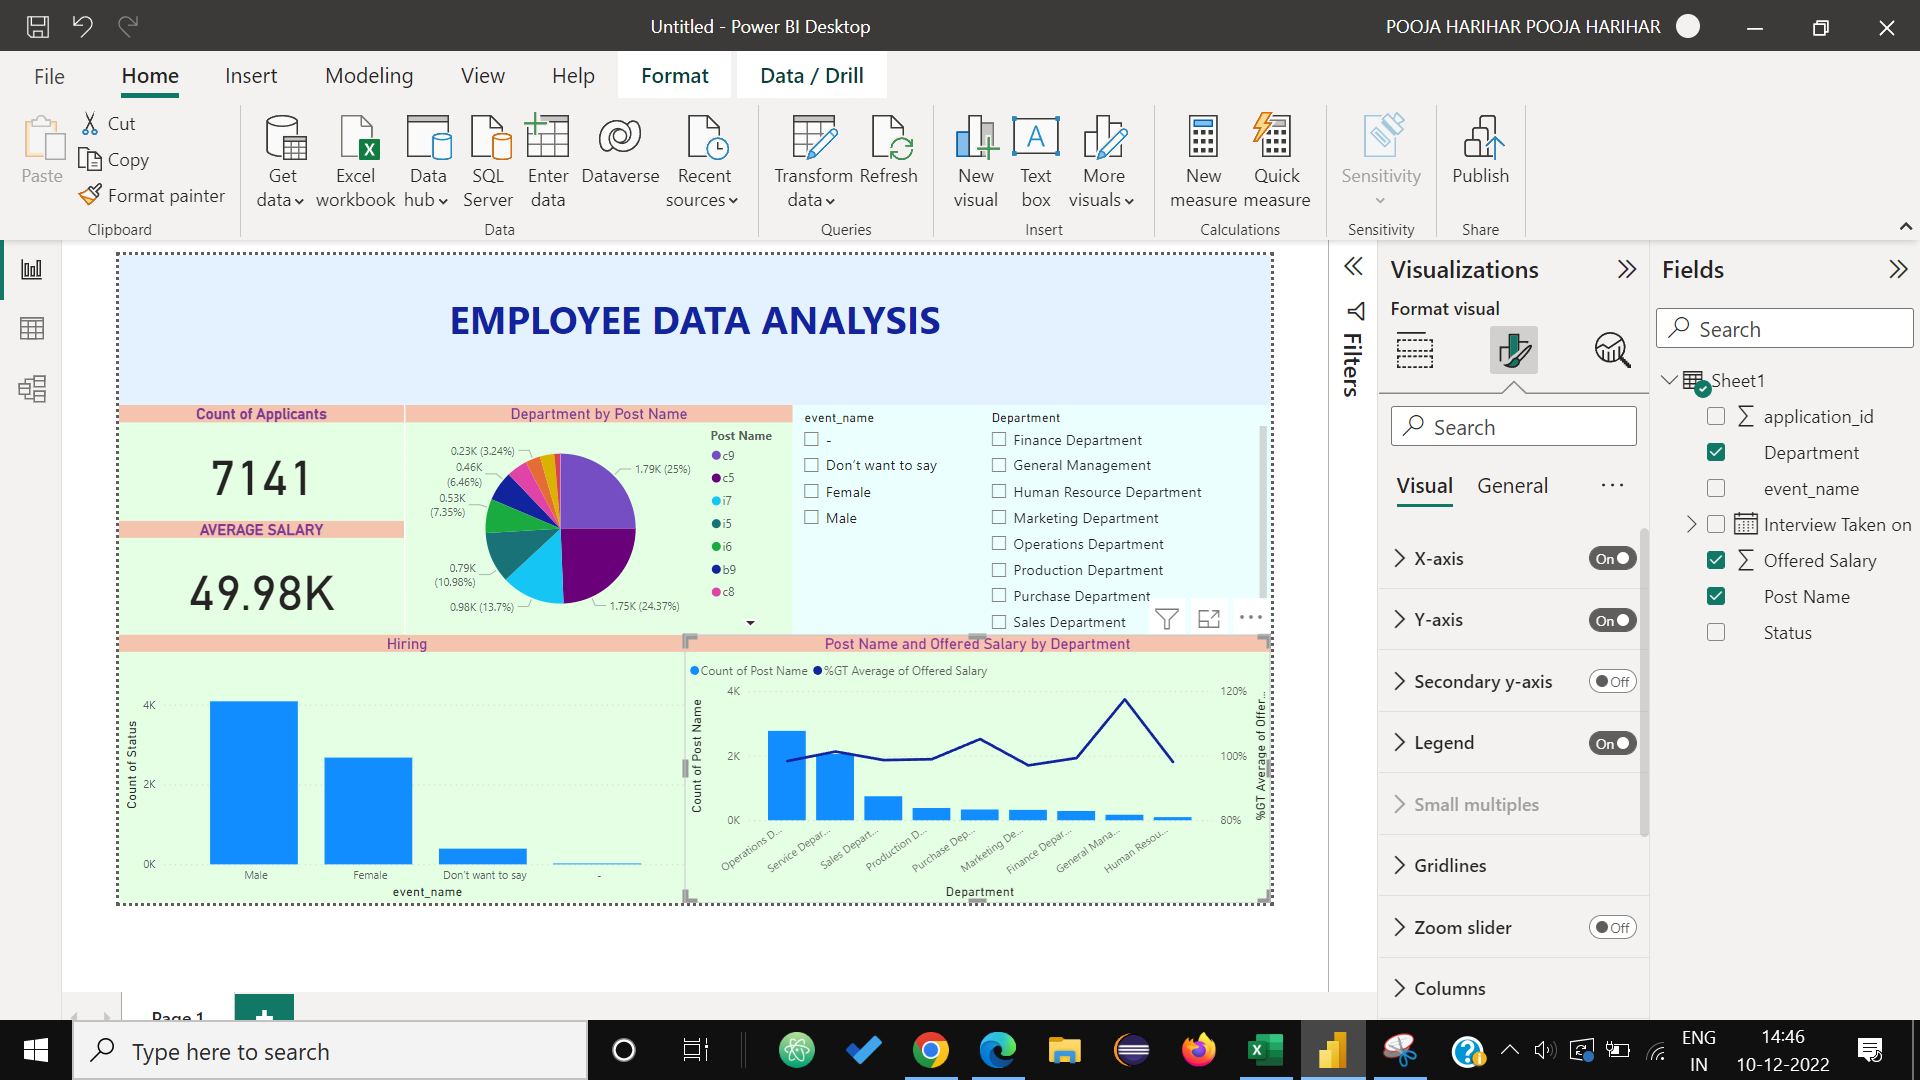 Untitled - Power BI Desktop
POOJA HARIHAR POOJA HARIHAR
File
Home
Insert
Modeling
View
Help
Format
Data / Drill
Paste
Cut
Copy
Format painter
Clipboard
Get data
Excel workbook
Data hub
SQL Server
Enter data
Dataverse
Recent sources
Data
Transform data
Refresh
Queries
New visual
Text box
More visuals
Insert
New measure
Quick measure
Calculations
Sensitivity
Sensitivity
Publish
Share
EMPLOYEE DATA ANALYSIS
Count of Applicants
7141
AVERAGE SALARY
49.98K
Department by Post Name
0.23K (3.24%)
0.46K
(6.46%)
0.53K
(7.35%)
0.79K
(10.98%)
0.98K (13.7%)
1.79K (25%)
1.75K (24.37%)
Post Name
c9
c5
i7
i5
i6
b9
c8
event_name
-
Don't want to say
Female
Male
Department
Finance Department
General Management
Human Resource Department
Marketing Department
Operations Department
Production Department
Purchase Department
Sales Department
Hiring
Count of Status
4K
2K
0K
Male
Female
Don't want to say
-
event_name
Post Name and Offered Salary by Department
Count of Post Name
%GT Average of Offered Salary
Count of Post Name
4K
2K
0K
120%
100%
80%
%GT Average of Offer...
Operations D...
Service Depar...
Sales Depart...
Production D...
Purchase Dep...
Marketing De...
Finance Depar...
General Mana...
Human Resou...
Department
Filters
Visualizations
Format visual
Search
Visual
General
X-axis
On
Y-axis
On
Secondary y-axis
Off
Legend
On
Small multiples
Gridlines
Zoom slider
Off
Columns
Fields
Search
Sheet1
application_id
Department
event_name
Interview Taken on
Offered Salary
Post Name
Status
Page 1
Type here to search
ENG
IN
14:46
10-12-2022